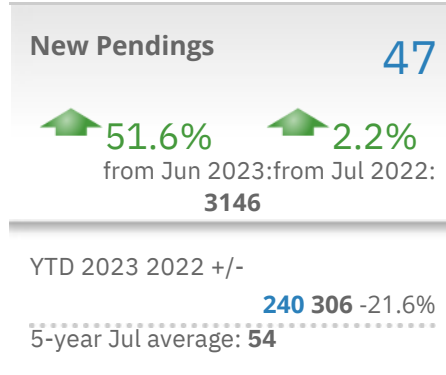 New Pendings
47
51.6% 2.2%
from Jun 2023:from Jul 2022:
3146
YTD 2023 2022 +/-
240 306 -21.6%
5-year Jul average: 54